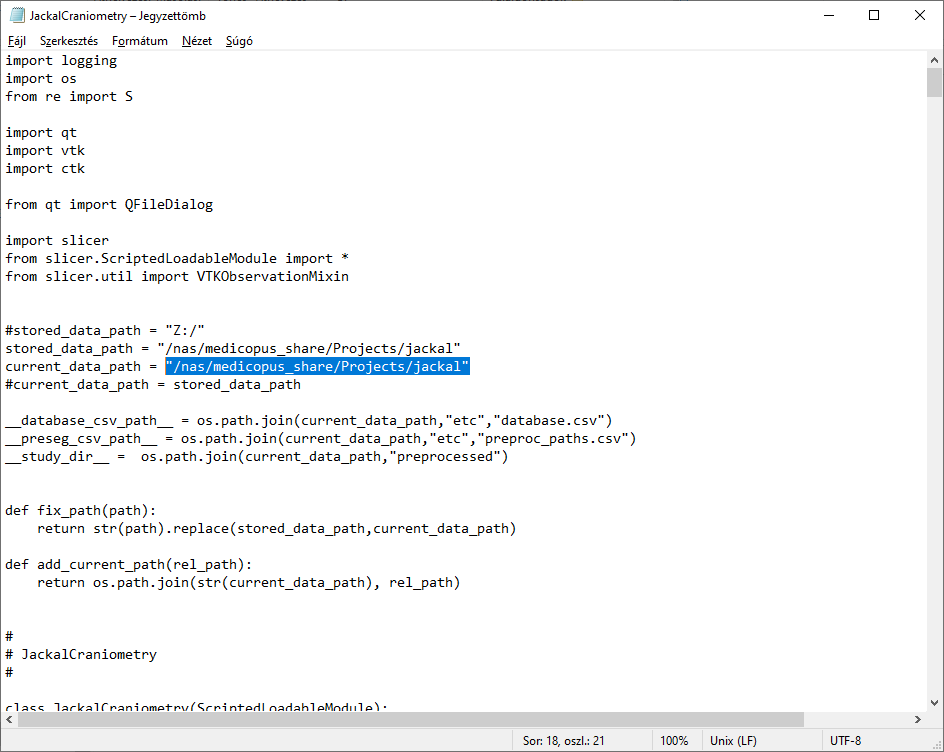 JackalCraniometry – Jegyzettömb
Fájl Szerkesztés Formátum Nézet Súgó
import logging
import os
from re import S
import qt
import vtk
import ctk
from qt import QFileDialog
import slicer
from slicer.ScriptedLoadableModule import *
from slicer.util import VTKObservationMixin
#stored_data_path = "Z:/"
stored_data_path = "/nas/medicopus_share/Projects/jackal"
current_data_path = "/nas/medicopus_share/Projects/jackal"
#current_data_path = stored_data_path
__database_csv_path__ = os.path.join(current_data_path,"etc","database.csv")
__preseg_csv_path__ = os.path.join(current_data_path,"etc","preproc_paths.csv")
__study_dir__ =  os.path.join(current_data_path,"preprocessed")
def fix_path(path):
    return str(path).replace(stored_data_path,current_data_path)
def add_current_path(rel_path):
    return os.path.join(str(current_data_path), rel_path)
#
# JackalCraniometry
#
class JackalCraniometry(ScriptedLoadableModule):
Sor: 18, oszl.: 21 100% Unix (LF) UTF-8